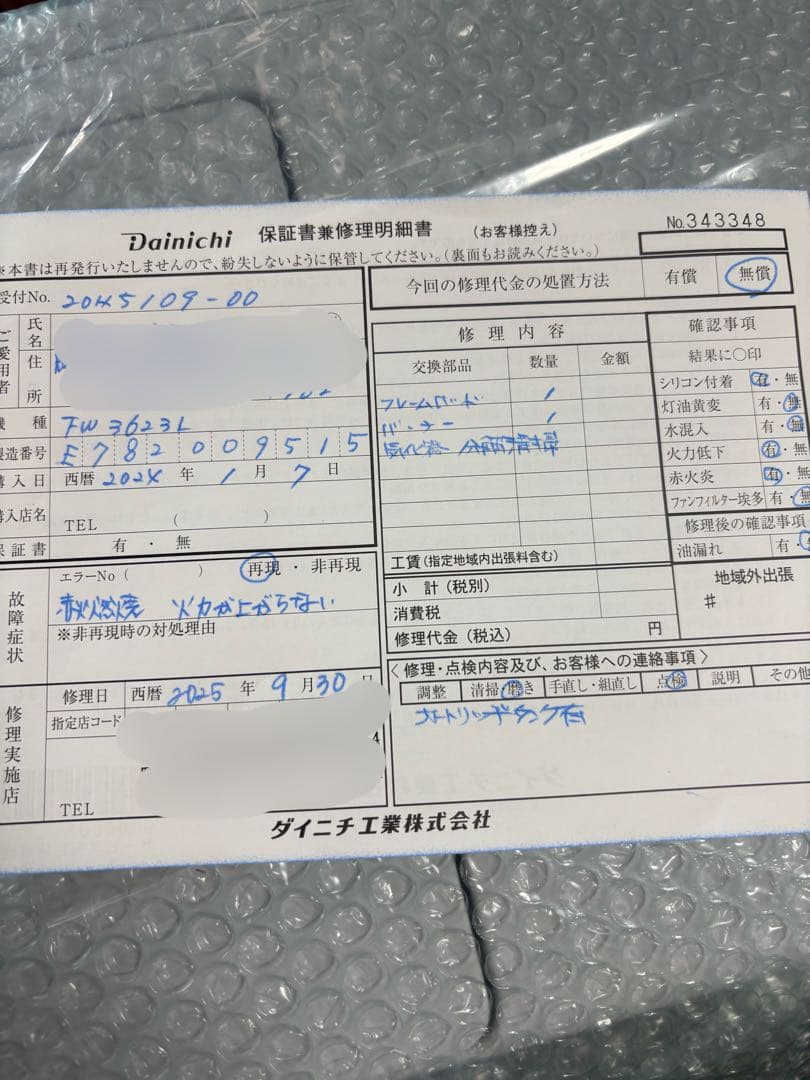 Dainichi 保証書兼修理明細書 (お客様控え) No.343348
※本書は再発行いたしませんので、紛失しないように保管してください。(裏面もお読みください。)
受付No. 2045109-00
ご愛用者
氏名
住所
機種 FW 3623L
製造番号 E782009515
購入日 西暦 2024 年 1 月 7 日
購入店名
TEL ( )
保証書 有・無
故障症状
エラーNo ( ) 再現・非再現
赤火燃焼 火力が上がらない
※非再現時の対処理由
修理実施店
修理日 西暦 2025 年 9 月 30 日
指定店コード
4
TEL
今回の修理代金の処置方法 有償 無償
修理内容
交換部品 数量 金額
フレームロッド 1
バーナー 1
気化器 分解清掃
工賃(指定地域内出張料含む)
小計(税別)
消費税
修理代金(税込) 円
確認事項
結果に○印
シリコン付着 有・無
灯油黄変 有・無
水混入 有・無
火力低下 有・無
赤火炎 有・無
ファンフィルター埃多 有・無
修理後の確認事項
油漏れ 有・
地域外出張
#
〈修理・点検内容及び、お客様への連絡事項〉
調整 清掃・磨き 手直し・組直し 点検 説明 その他
カートリッジタンク有
ダイニチ工業株式会社